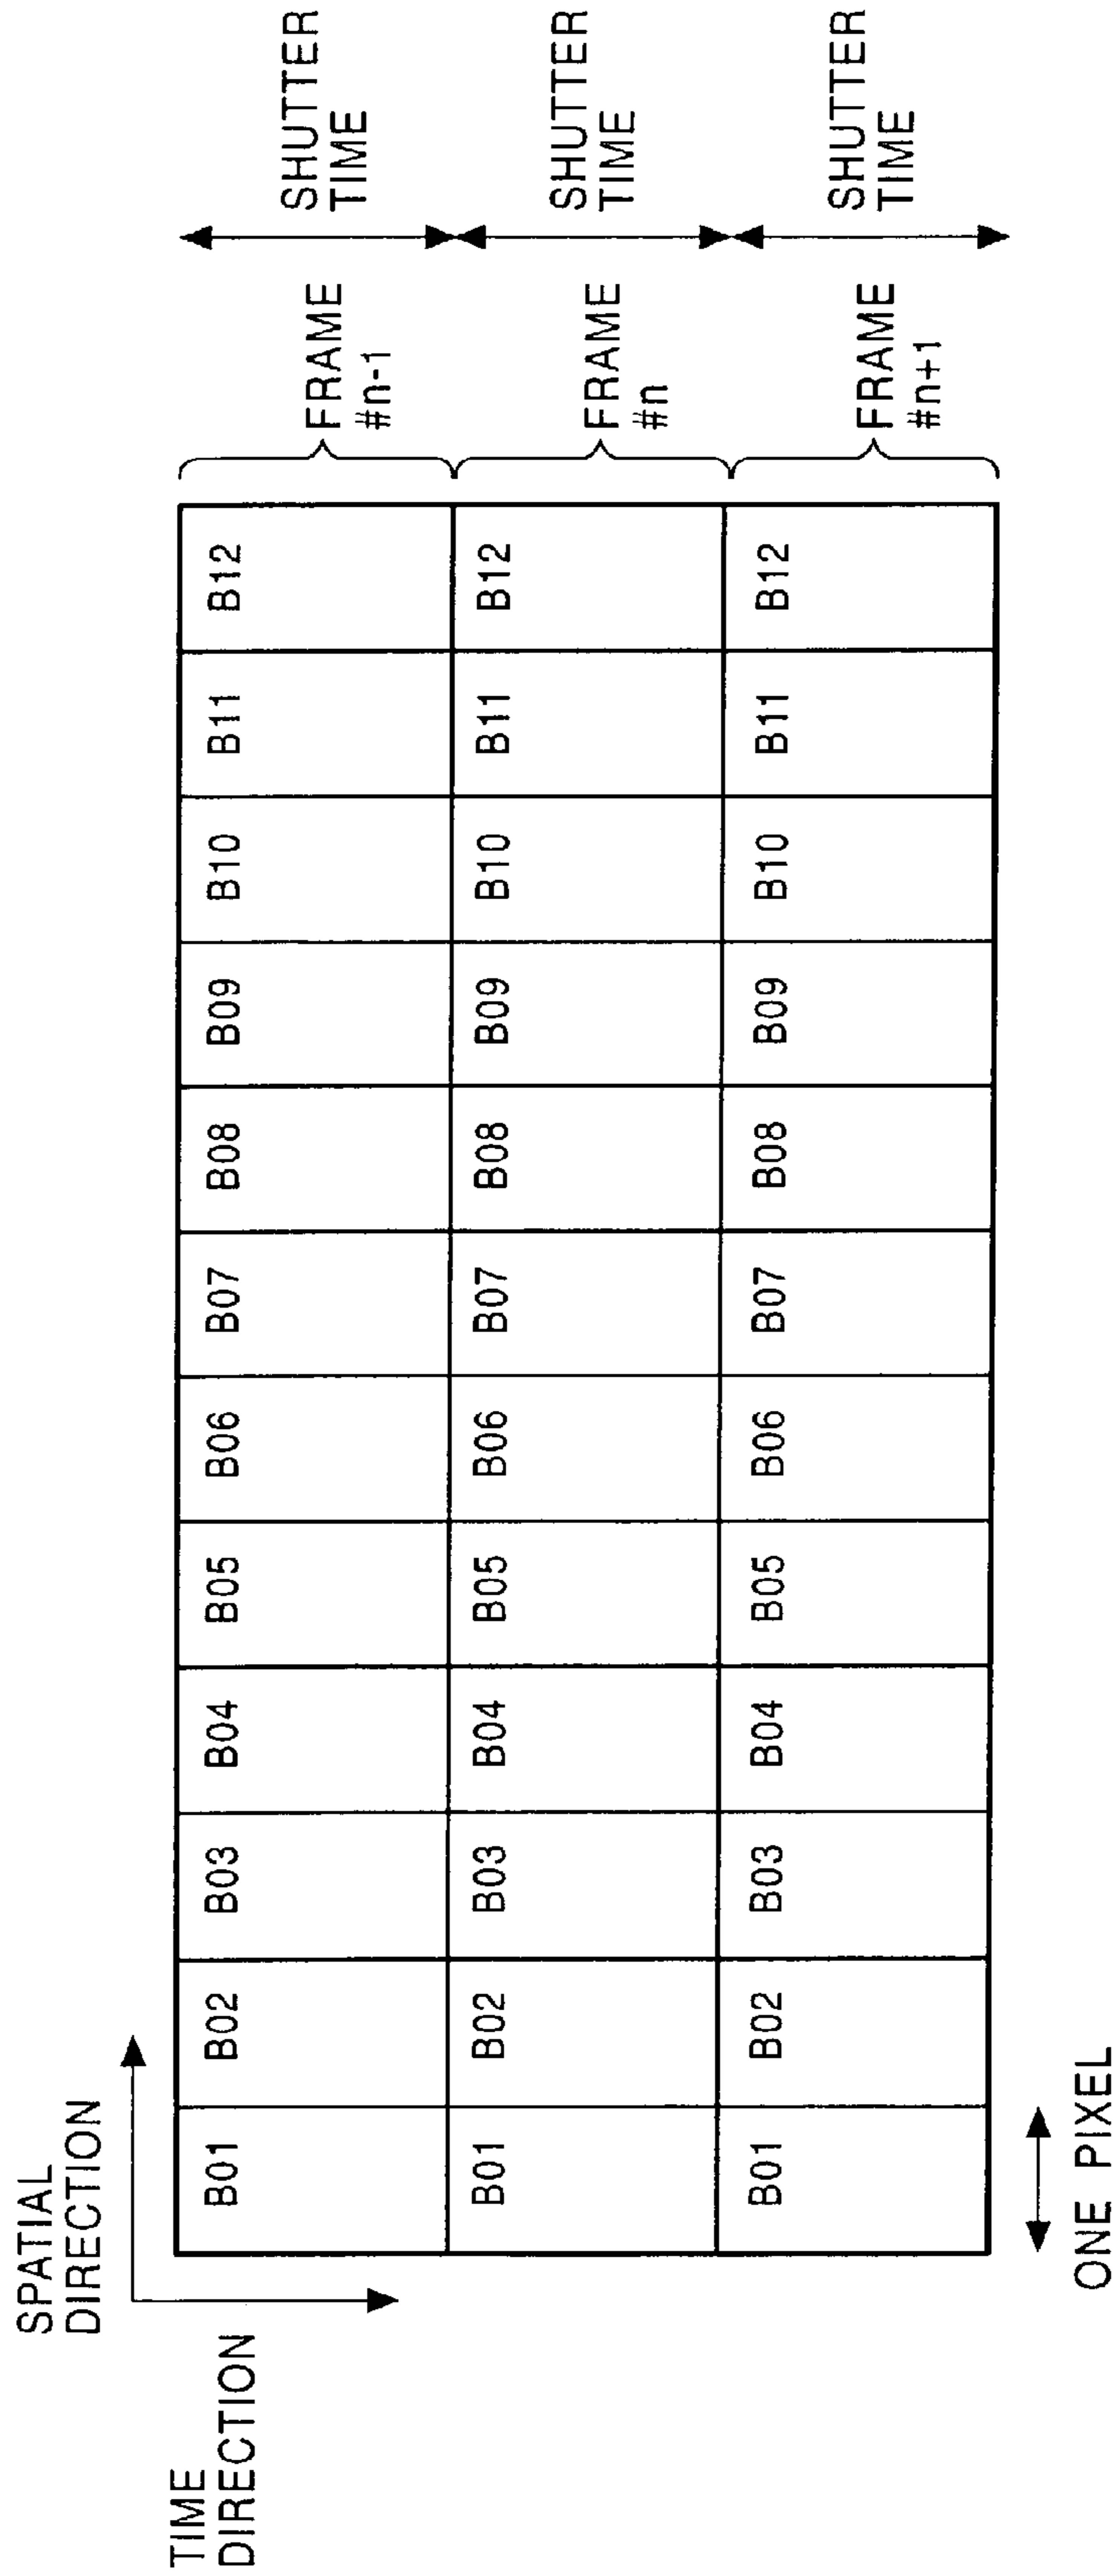 SPATIAL
DIRECTION
TIME
DIRECTION
B01 B02 B03 B04 B05 B06 B07 B08 B09 B10 B11 B12
FRAME
#n-1
SHUTTER
TIME
B01 B02 B03 B04 B05 B06 B07 B08 B09 B10 B11 B12
FRAME
#n
SHUTTER
TIME
B01 B02 B03 B04 B05 B06 B07 B08 B09 B10 B11 B12
FRAME
#n+1
SHUTTER
TIME
ONE PIXEL